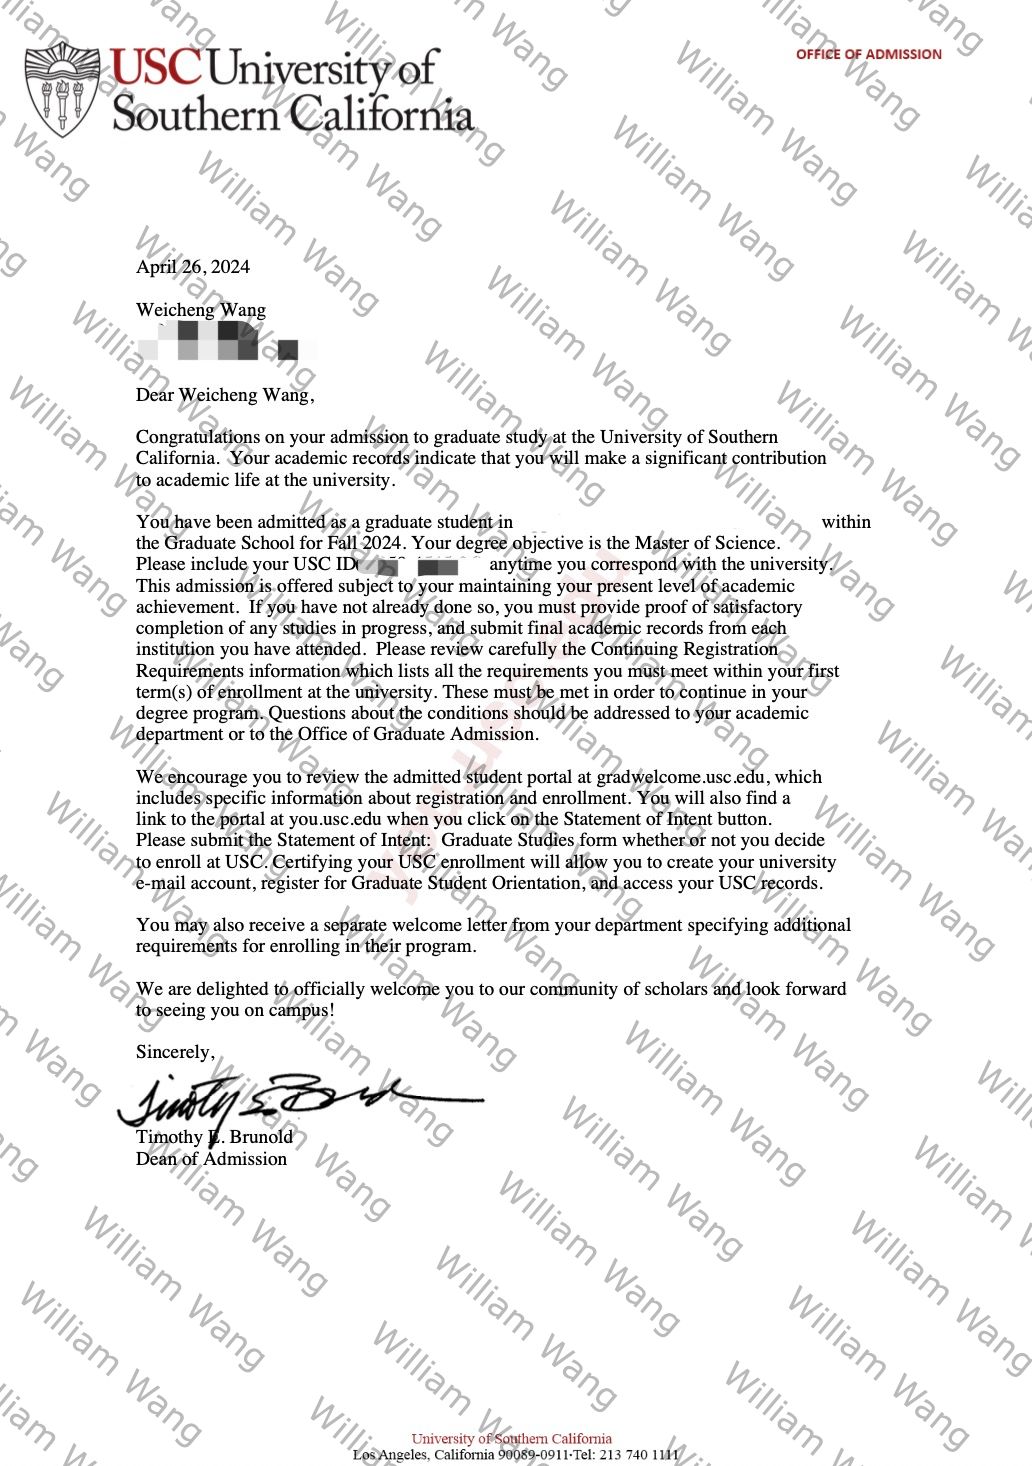 USC University of
Southern California
OFFICE OF ADMISSION
April 26, 2024
Weicheng Wang
Dear Weicheng Wang,
Congratulations on your admission to graduate study at the University of Southern
California. Your academic records indicate that you will make a significant contribution
to academic life at the university.
You have been admitted as a graduate student in within
the Graduate School for Fall 2024. Your degree objective is the Master of Science.
Please include your USC ID anytime you correspond with the university.
This admission is offered subject to your maintaining your present level of academic
achievement. If you have not already done so, you must provide proof of satisfactory
completion of any studies in progress, and submit final academic records from each
institution you have attended. Please review carefully the Continuing Registration
Requirements information which lists all the requirements you must meet within your first
term(s) of enrollment at the university. These must be met in order to continue in your
degree program. Questions about the conditions should be addressed to your academic
department or to the Office of Graduate Admission.
We encourage you to review the admitted student portal at gradwelcome.usc.edu, which
includes specific information about registration and enrollment. You will also find a
link to the portal at you.usc.edu when you click on the Statement of Intent button.
Please submit the Statement of Intent: Graduate Studies form whether or not you decide
to enroll at USC. Certifying your USC enrollment will allow you to create your university
e-mail account, register for Graduate Student Orientation, and access your USC records.
You may also receive a separate welcome letter from your department specifying additional
requirements for enrolling in their program.
We are delighted to officially welcome you to our community of scholars and look forward
to seeing you on campus!
Sincerely,
Timothy E. Brunold
Dean of Admission
University of Southern California
Los Angeles, California 90089-0911·Tel: 213 740 1111
William Wang